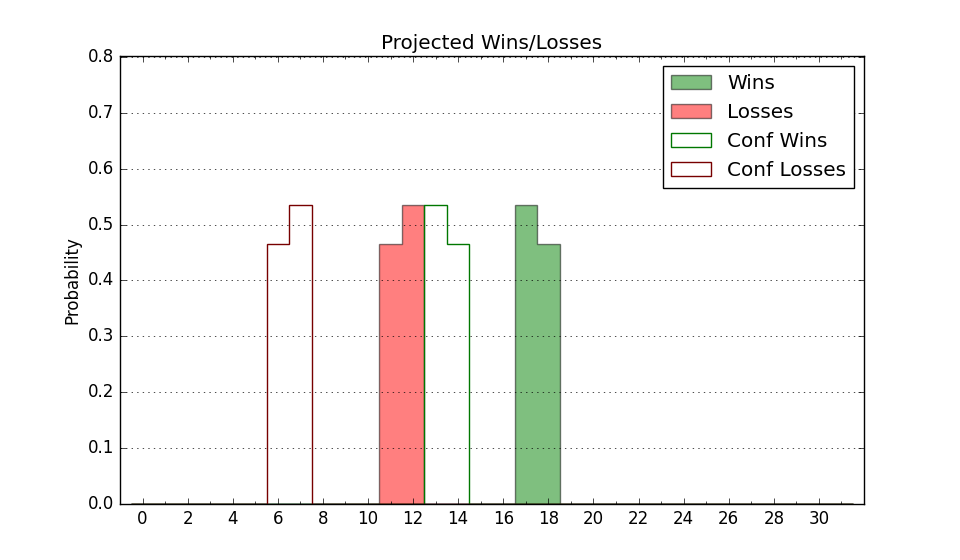 Projected Wins/Losses
0.8
0.7
0.6
0.5
0.4
0.3
0.2
0.1
0.0
Probability
Wins
Losses
Conf Wins
Conf Losses
0 2 4 6 8 10 12 14 16 18 20 22 24 26 28 30